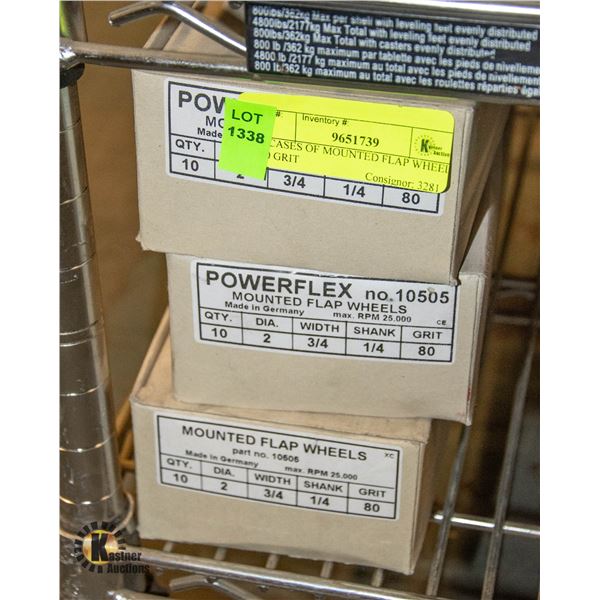 800lbs/362kg Max per shelf with leveling feet evenly distributed
4800lbs/2177kg Max Total with leveling feet evenly distributed
800lbs/362kg Max Total with casters evenly distributed
800 lb /362 kg maximum par tablette avec les pieds de nivellement
4800 lb /2177 kg maximum au total avec les pieds de nivellement
800 lb/362 kg maximum au total avec les roulettes réparties
LOT
1338
#:
Inventory #:
9651739
Kastner
Auctions
CASES OF MOUNTED FLAP WHEEL
GRIT
Consignor: 3281
POW
MO
Made
QTY.
10 2 3/4 1/4 80
POWERFLEX no.10505
MOUNTED FLAP WHEELS
Made in Germany max. RPM 25.000 CE
QTY. DIA. WIDTH SHANK GRIT
10 2 3/4 1/4 80
MOUNTED FLAP WHEELS XC
part no. 10505
Made in Germany max. RPM 25.000
QTY. DIA. WIDTH SHANK GRIT
10 2 3/4 1/4 80
Kastner
Auctions